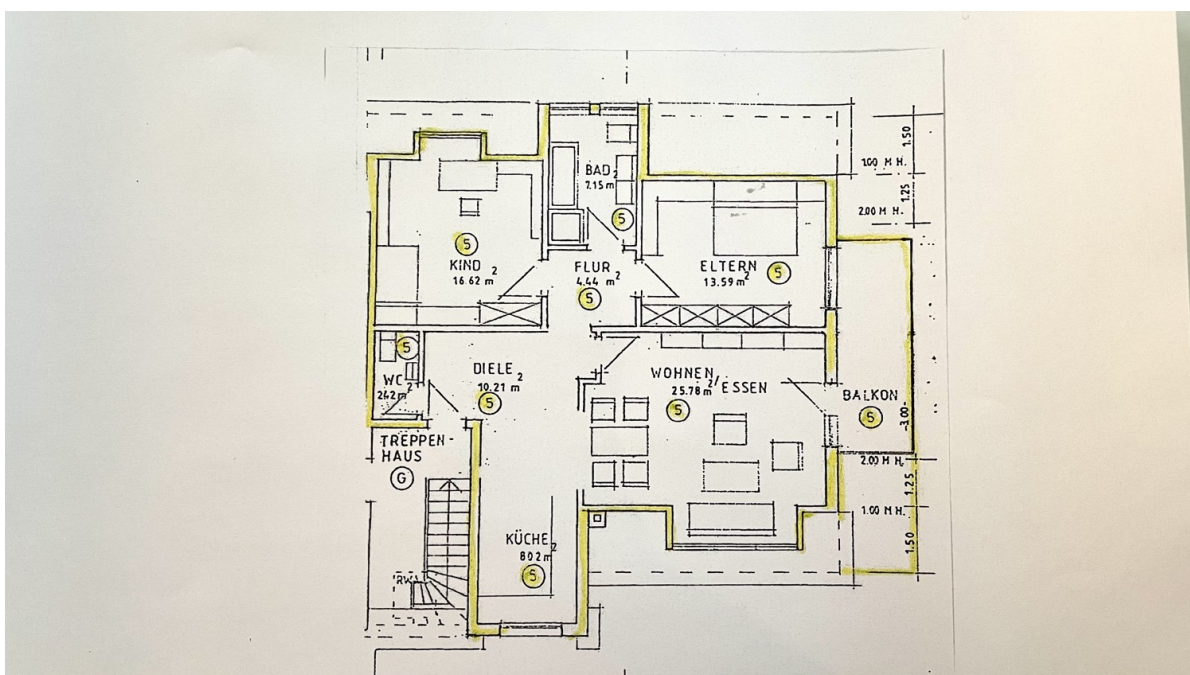 1.50
1.00 M H.
1.25
2.00 M H.
BAD
7.15 m²
5
5
KIND
16.62 m²
FLUR
4.44 m²
5
ELTERN
13.59 m²
5
5
WC
2.42 m²
DIELE
10.21 m²
5
WOHNEN/ESSEN
25.78 m²
5
BALKON
5
3.00
TREPPEN-
HAUS
G
2.00 M H.
1.25
1.00 M H.
1.50
KÜCHE
8.02 m²
5
RWA